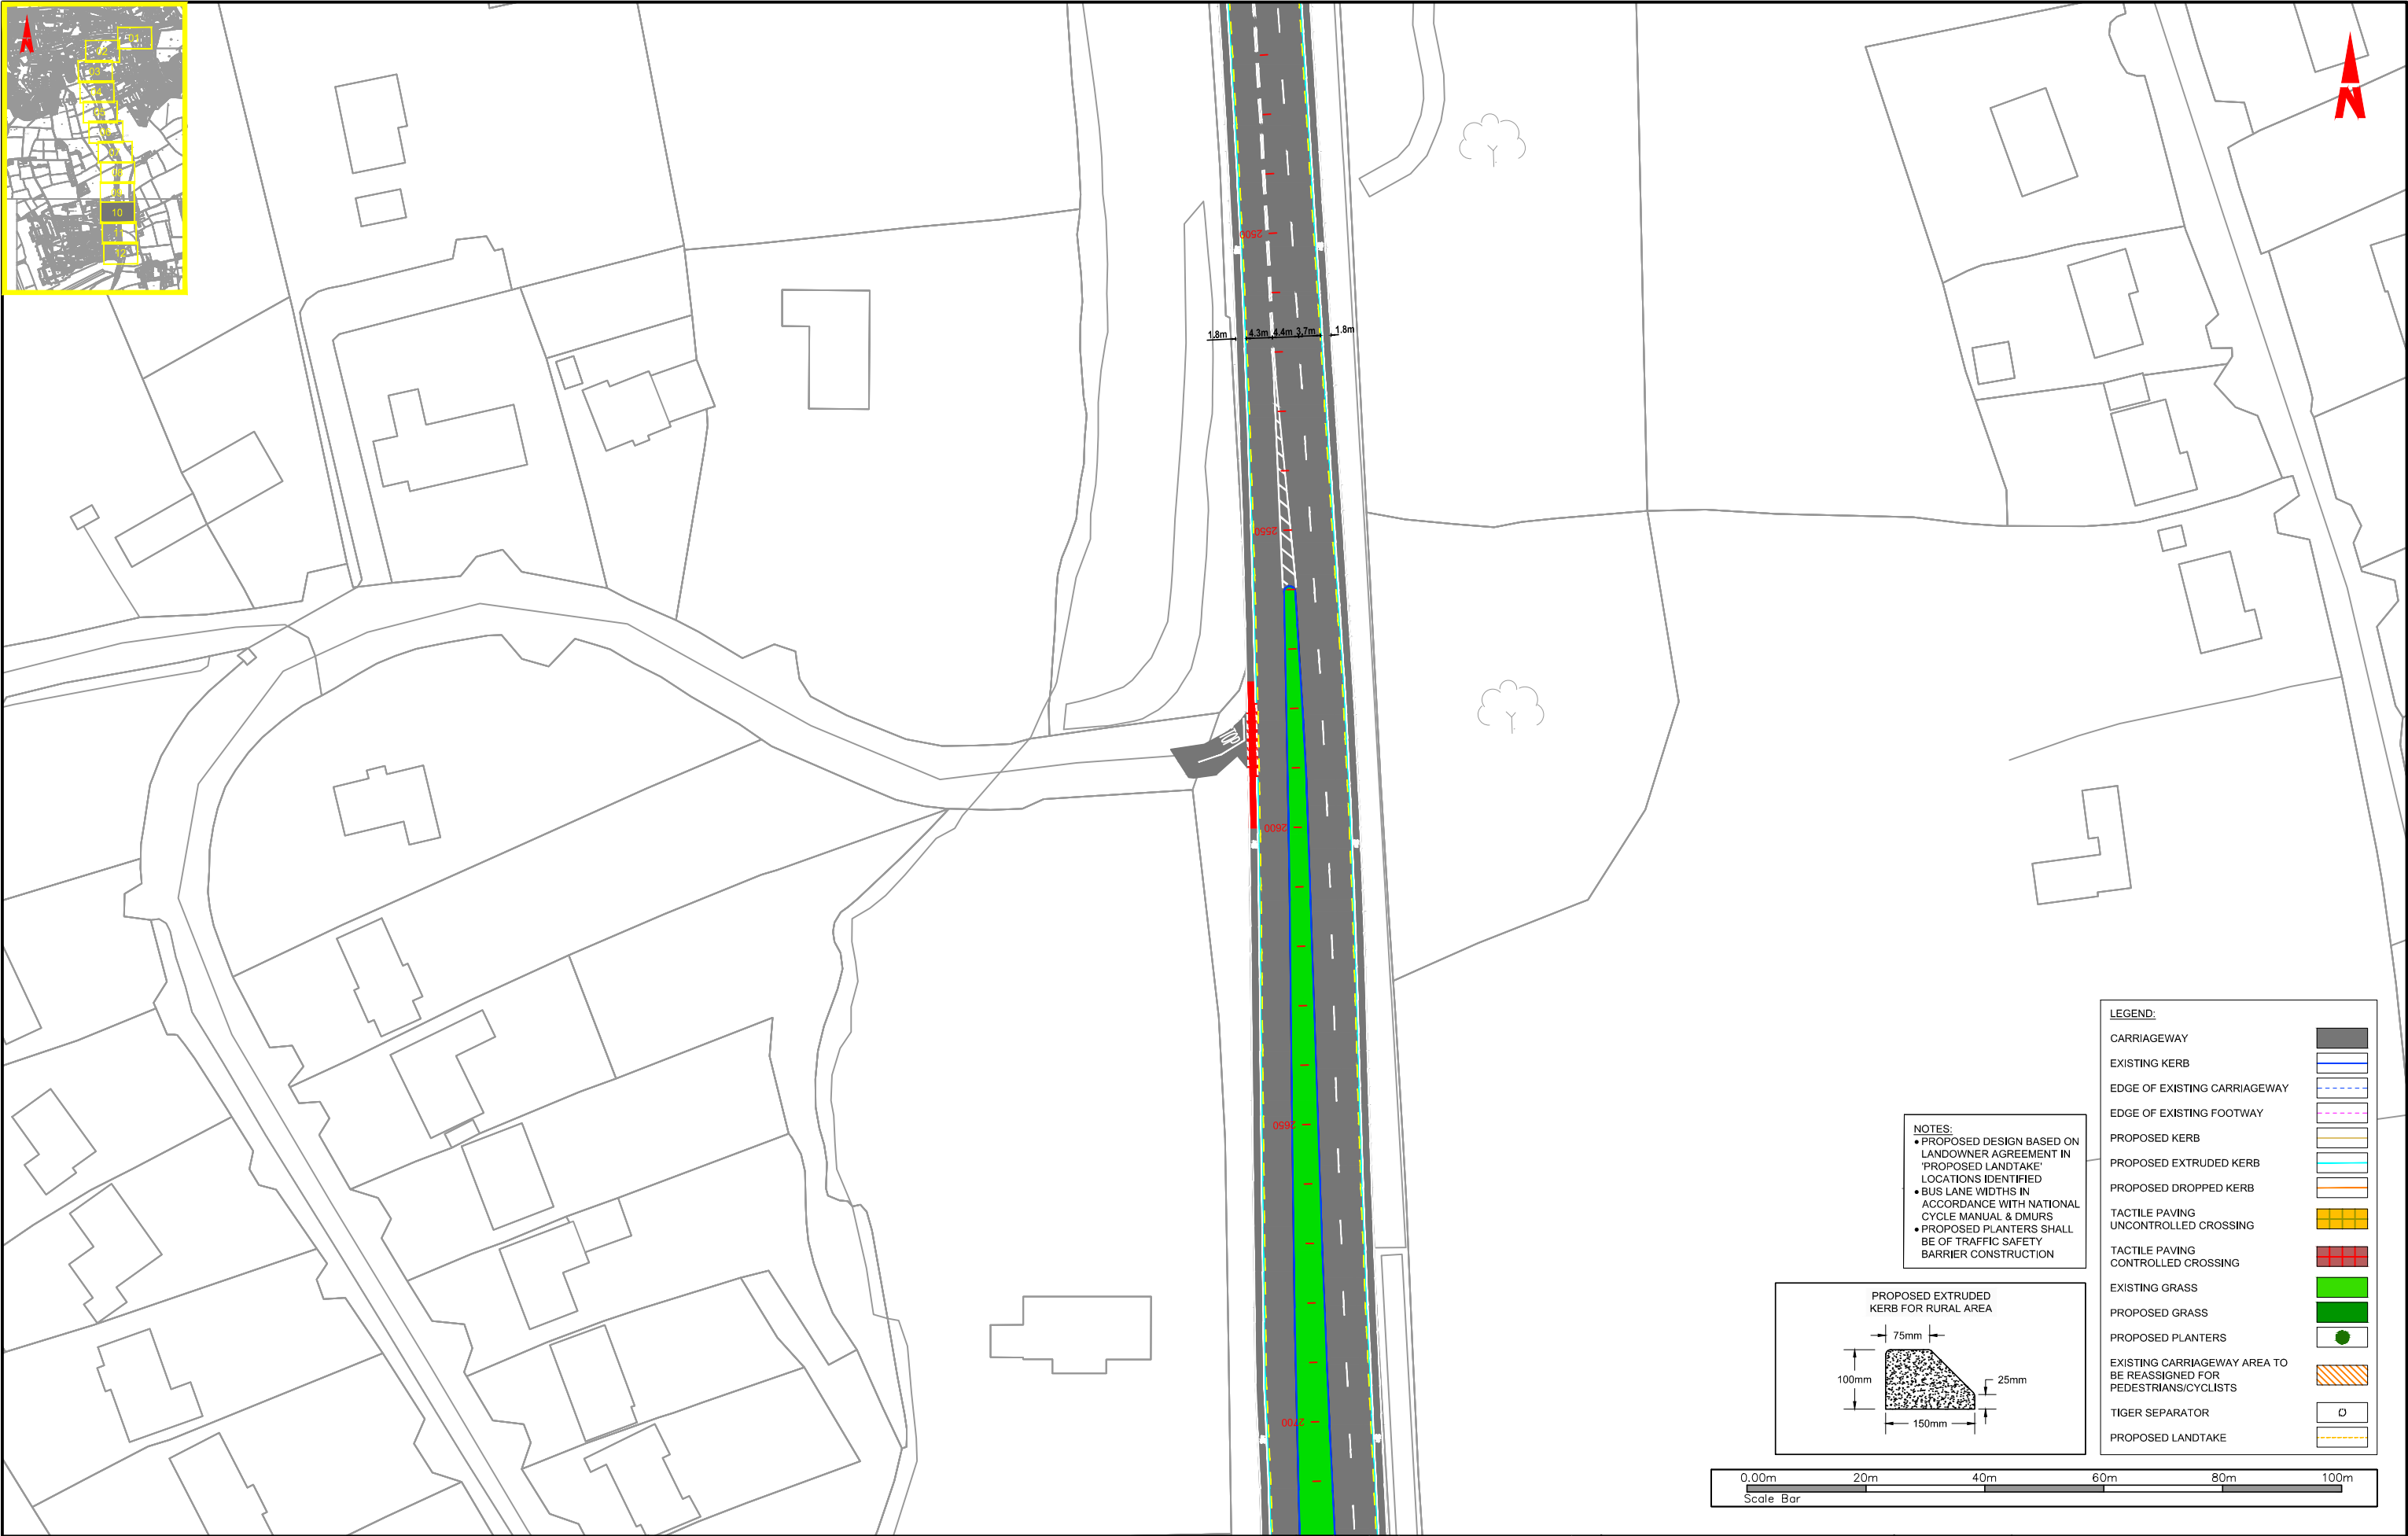 01
02
03
10
12
N
2500
1.8m 4.3m 4.4m 3.7m 1.8m
2550
2600
2650
2700
NOTES:
• PROPOSED DESIGN BASED ON
LANDOWNER AGREEMENT IN
'PROPOSED LANDTAKE'
LOCATIONS IDENTIFIED
• BUS LANE WIDTHS IN
ACCORDANCE WITH NATIONAL
CYCLE MANUAL & DMURS
• PROPOSED PLANTERS SHALL
BE OF TRAFFIC SAFETY
BARRIER CONSTRUCTION
PROPOSED EXTRUDED
KERB FOR RURAL AREA
75mm
100mm
25mm
150mm
LEGEND:
CARRIAGEWAY
EXISTING KERB
EDGE OF EXISTING CARRIAGEWAY
EDGE OF EXISTING FOOTWAY
PROPOSED KERB
PROPOSED EXTRUDED KERB
PROPOSED DROPPED KERB
TACTILE PAVING
UNCONTROLLED CROSSING
TACTILE PAVING
CONTROLLED CROSSING
EXISTING GRASS
PROPOSED GRASS
PROPOSED PLANTERS
EXISTING CARRIAGEWAY AREA TO
BE REASSIGNED FOR
PEDESTRIANS/CYCLISTS
TIGER SEPARATOR
PROPOSED LANDTAKE
0.00m 20m 40m 60m 80m 100m
Scale Bar